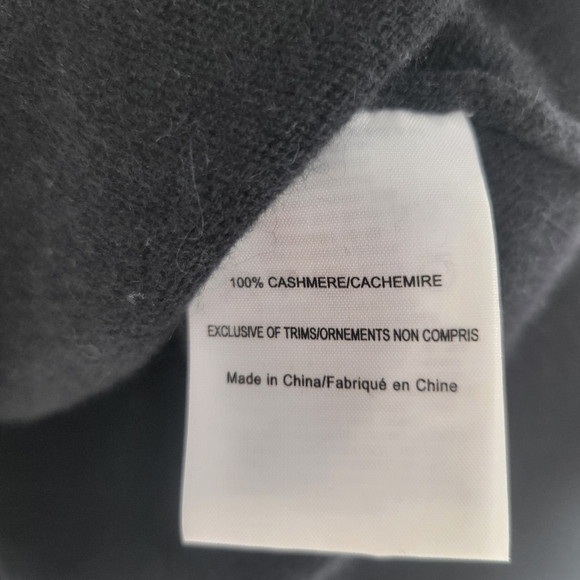 100% CASHMERE/CACHEMIRE
EXCLUSIVE OF TRIMS/ORNEMENTS NON COMPRIS
Made in China/Fabriqué en Chine